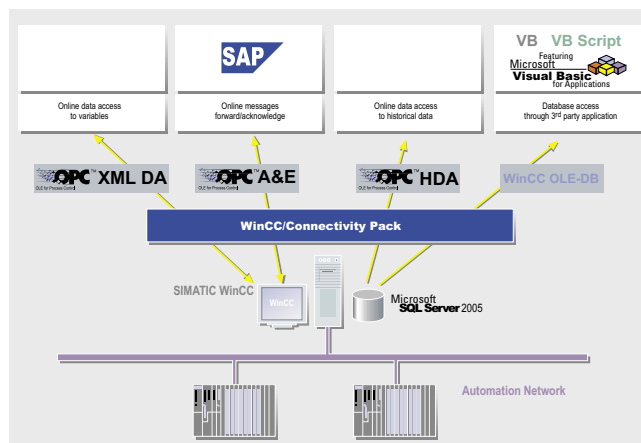 SAP
VB VB Script
Featuring
Microsoft
Visual Basic
for Applications
Online data access
to variables
Online messages
forward/acknowledge
Online data access
to historical data
Database access
through 3rd party application
OPC™ XML DA
OLE for Process Control
OPC™ A&E
OLE for Process Control
OPC™ HDA
OLE for Process Control
WinCC OLE-DB
WinCC/Connectivity Pack
SIMATIC WinCC
WinCC
Microsoft
SQL Server 2005
Automation Network